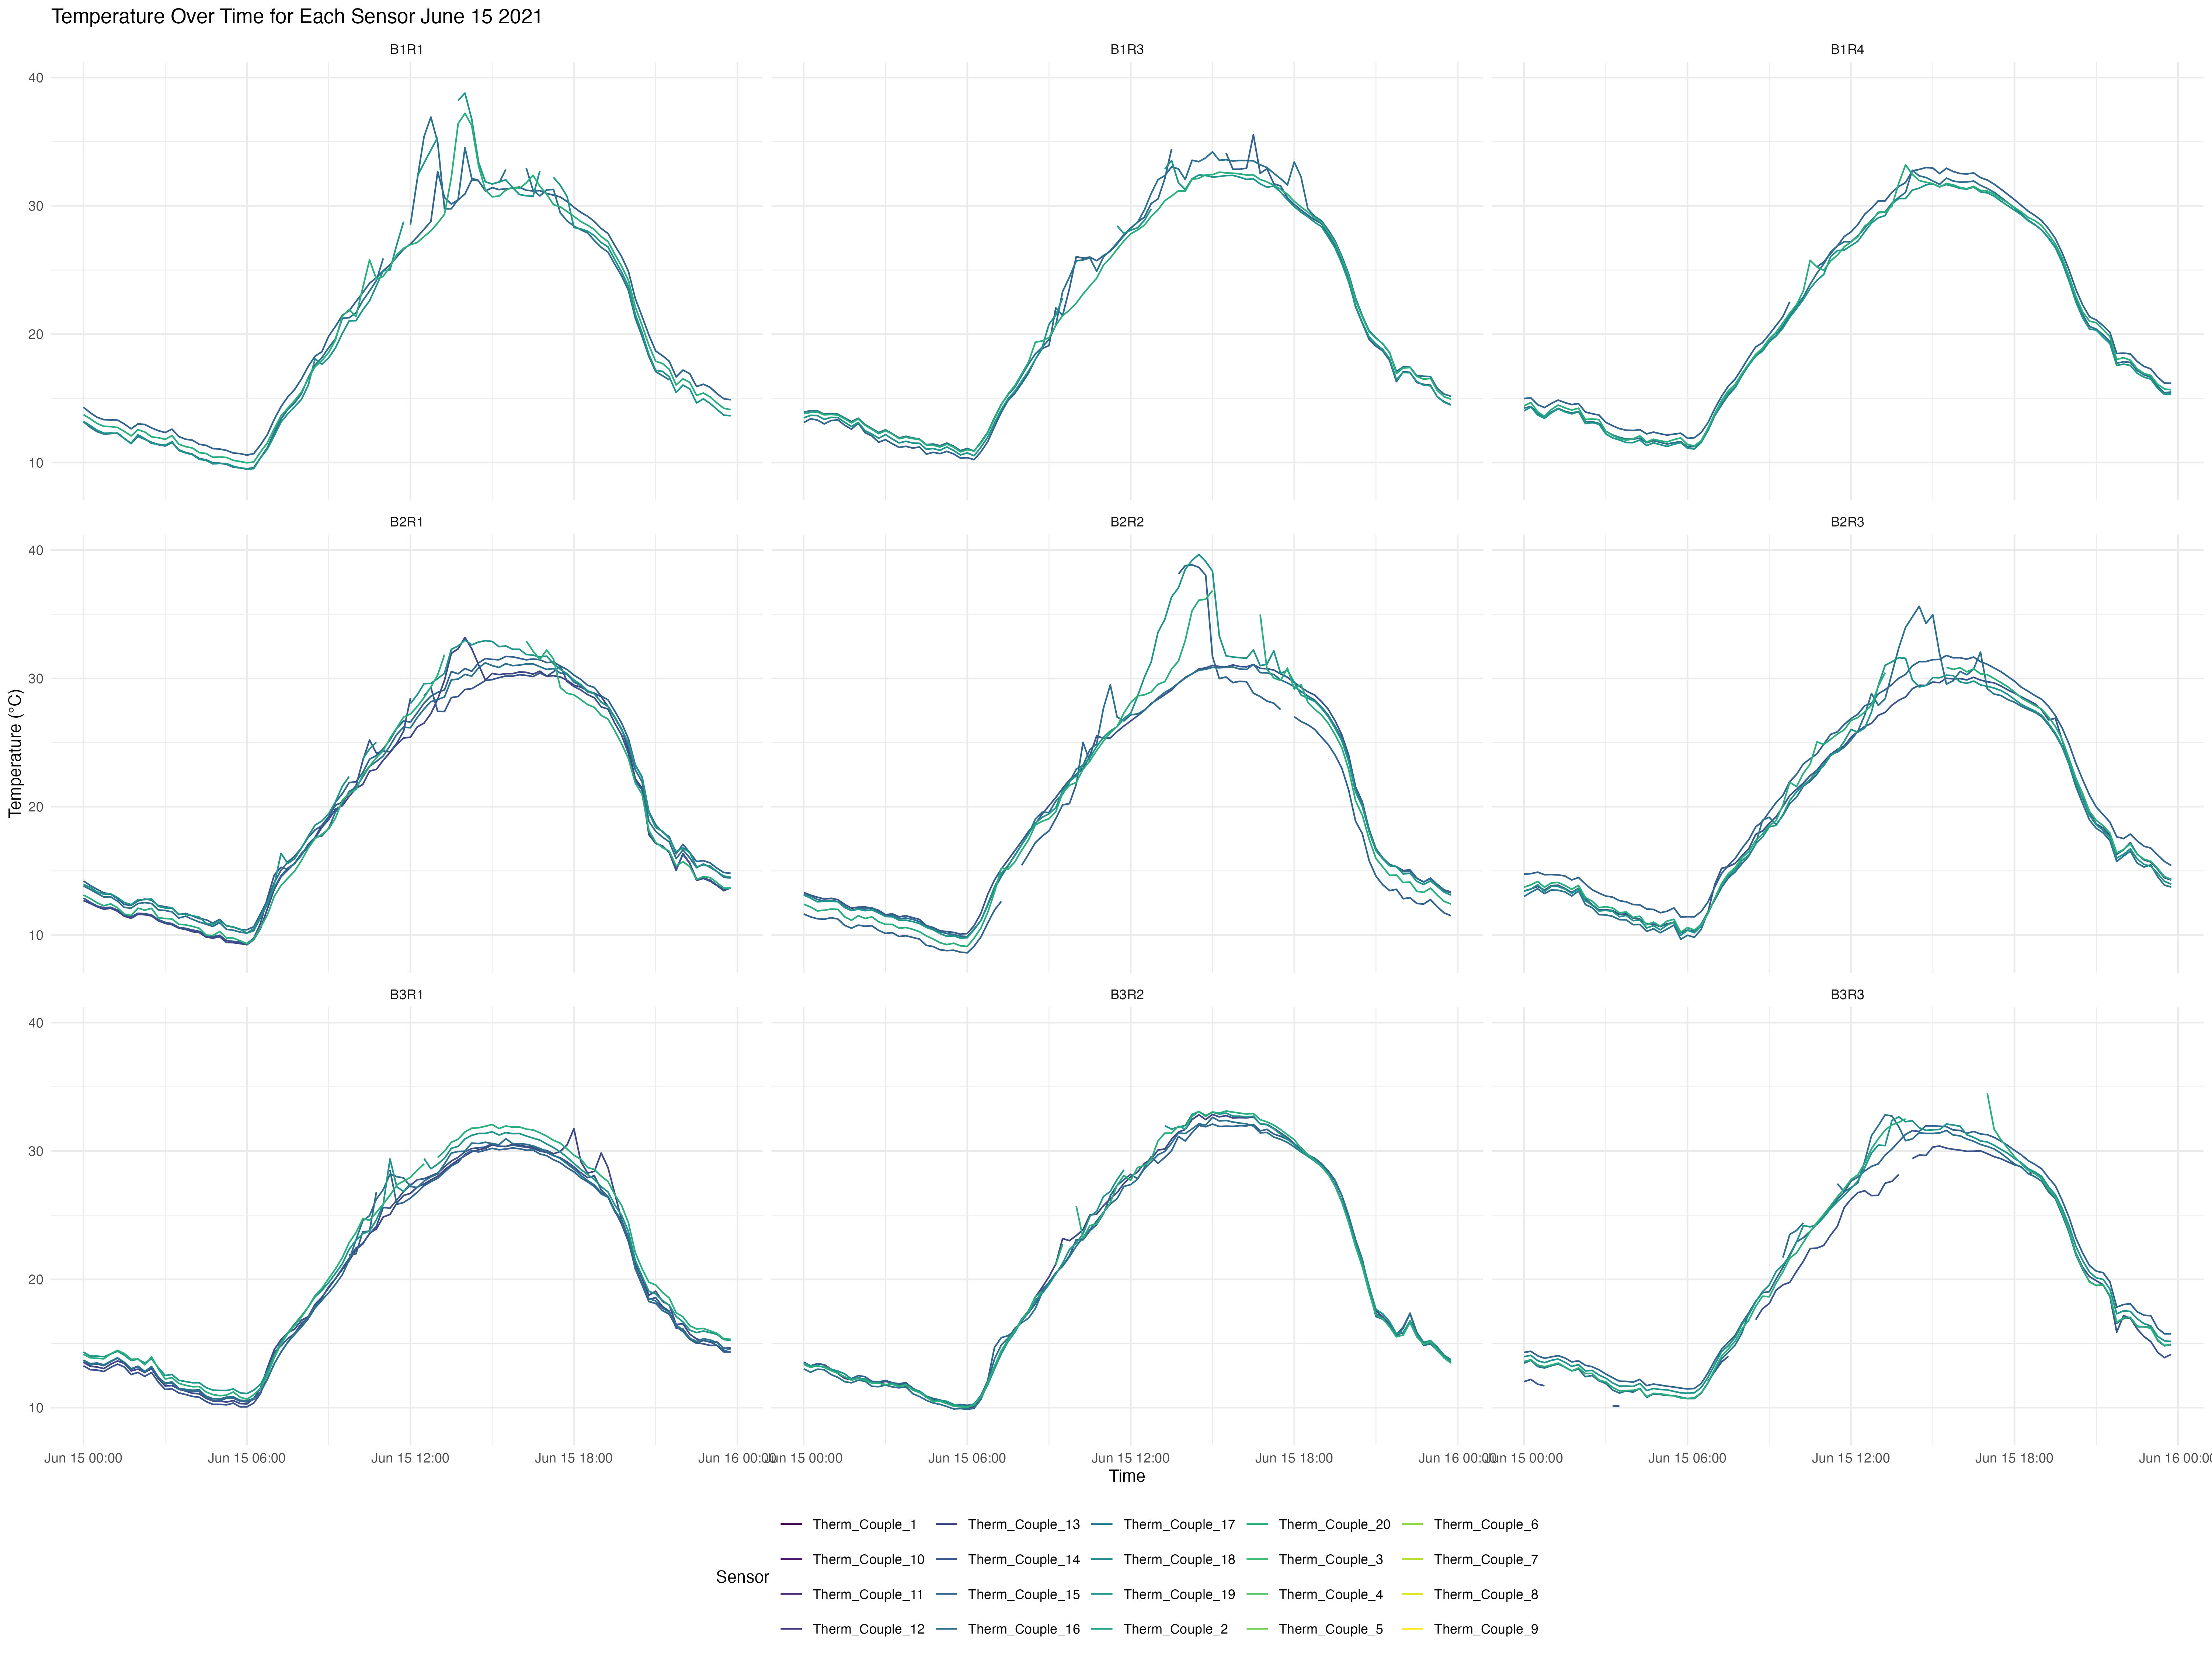 Temperature Over Time for Each Sensor June 15 2021
B1R1 B1R3 B1R4
40
30
20
10
B2R1 B2R2 B2R3
40
30
20
10
Temperature (°C)
B3R1 B3R2 B3R3
40
30
20
10
Jun 15 00:00 Jun 15 06:00 Jun 15 12:00 Jun 15 18:00 Jun 16 00:00 Jun 15 00:00 Jun 15 06:00 Jun 15 12:00 Jun 15 18:00 Jun 16 00:00 Jun 15 00:00 Jun 15 06:00 Jun 15 12:00 Jun 15 18:00 Jun 16 00:00
Time
Sensor
Therm_Couple_1 Therm_Couple_13 Therm_Couple_17 Therm_Couple_20 Therm_Couple_6
Therm_Couple_10 Therm_Couple_14 Therm_Couple_18 Therm_Couple_3 Therm_Couple_7
Therm_Couple_11 Therm_Couple_15 Therm_Couple_19 Therm_Couple_4 Therm_Couple_8
Therm_Couple_12 Therm_Couple_16 Therm_Couple_2 Therm_Couple_5 Therm_Couple_9